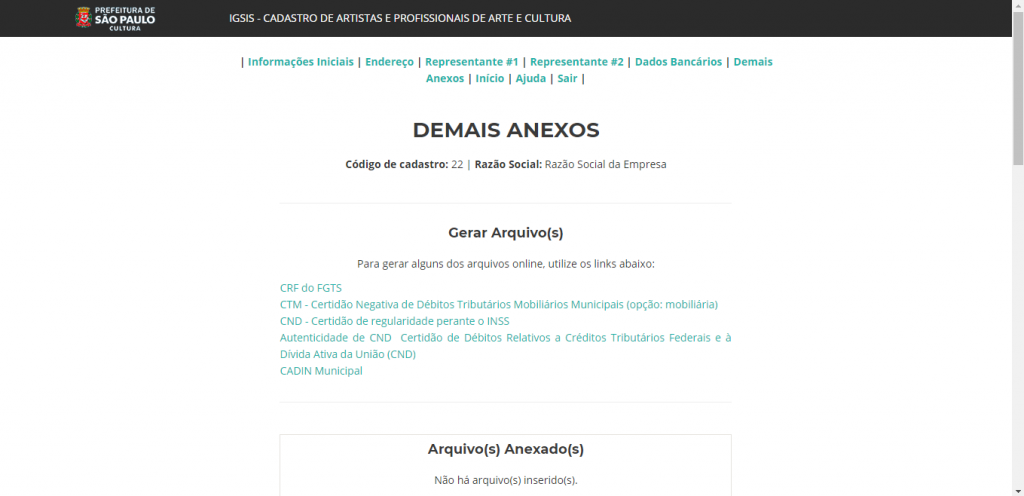 PREFEITURA DE
SÃO PAULO
CULTURA
IGSIS - CADASTRO DE ARTISTAS E PROFISSIONAIS DE ARTE E CULTURA
| Informações Iniciais | Endereço | Representante #1 | Representante #2 | Dados Bancários | Demais
Anexos | Início | Ajuda | Sair |
DEMAIS ANEXOS
Código de cadastro: 22 | Razão Social: Razão Social da Empresa
Gerar Arquivo(s)
Para gerar alguns dos arquivos online, utilize os links abaixo:
CRF do FGTS
CTM - Certidão Negativa de Débitos Tributários Mobiliários Municipais (opção: mobiliária)
CND - Certidão de regularidade perante o INSS
Autenticidade de CND Certidão de Débitos Relativos a Créditos Tributários Federais e à
Dívida Ativa da União (CND)
CADIN Municipal
Arquivo(s) Anexado(s)
Não há arquivo(s) inserido(s).